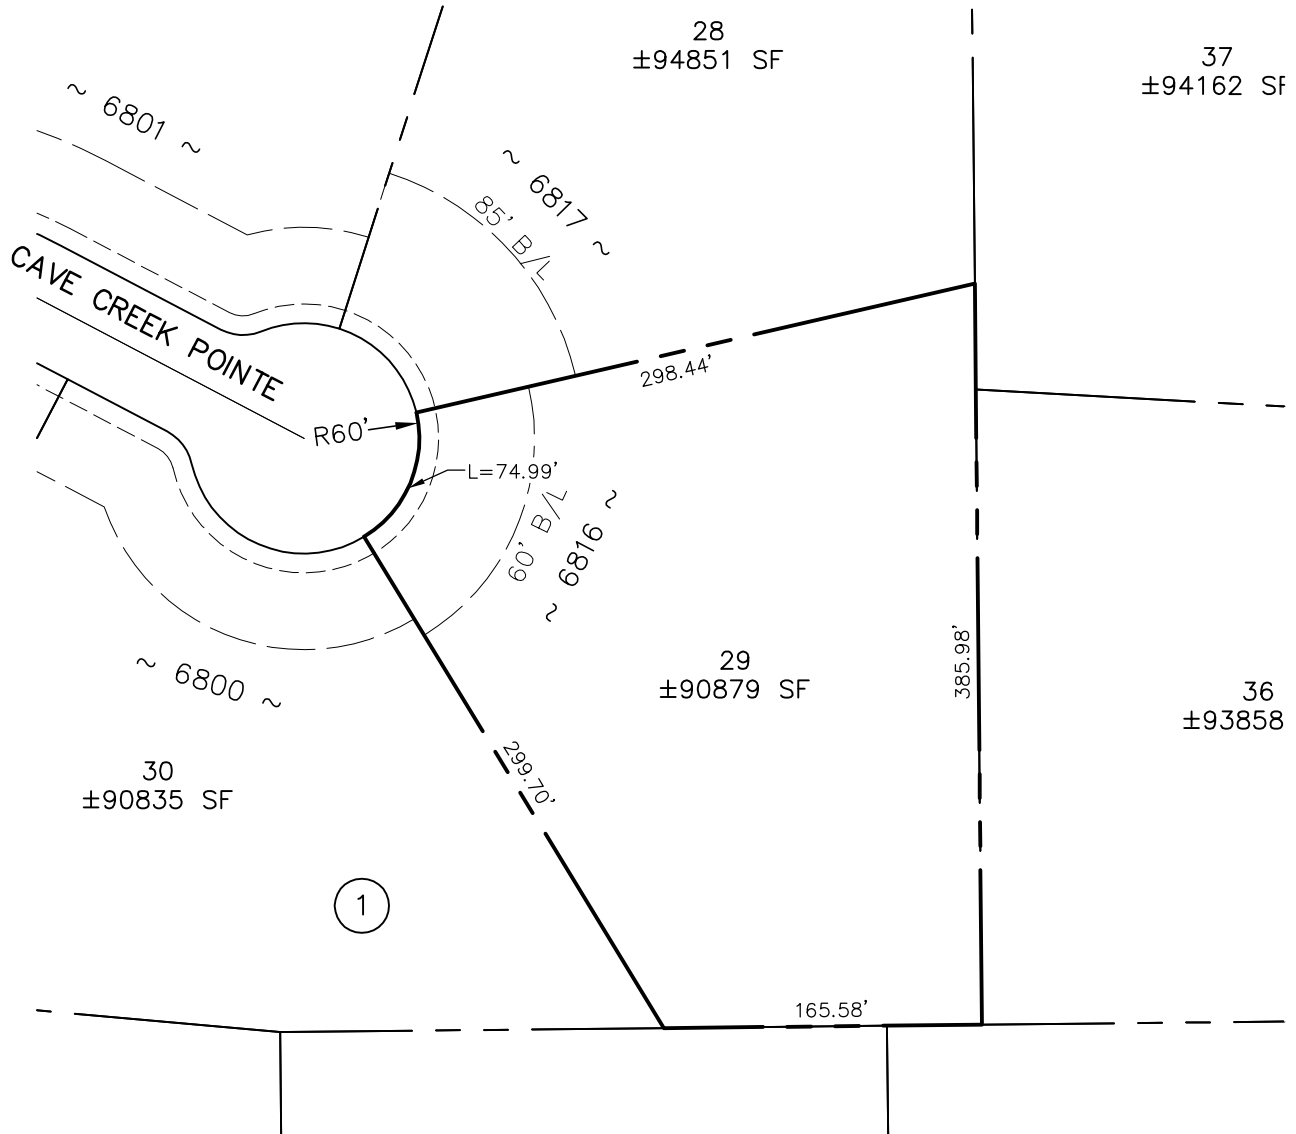 28
±94851 SF
37
±94162 SF
~ 6801 ~
~ 6817 ~
85' B/L
CAVE CREEK POINTE
298.44'
R60'
L=74.99'
60' B/L
~ 6816 ~
385.98'
29
±90879 SF
~ 6800 ~
36
±93858
30
±90835 SF
299.70'
1
165.58'